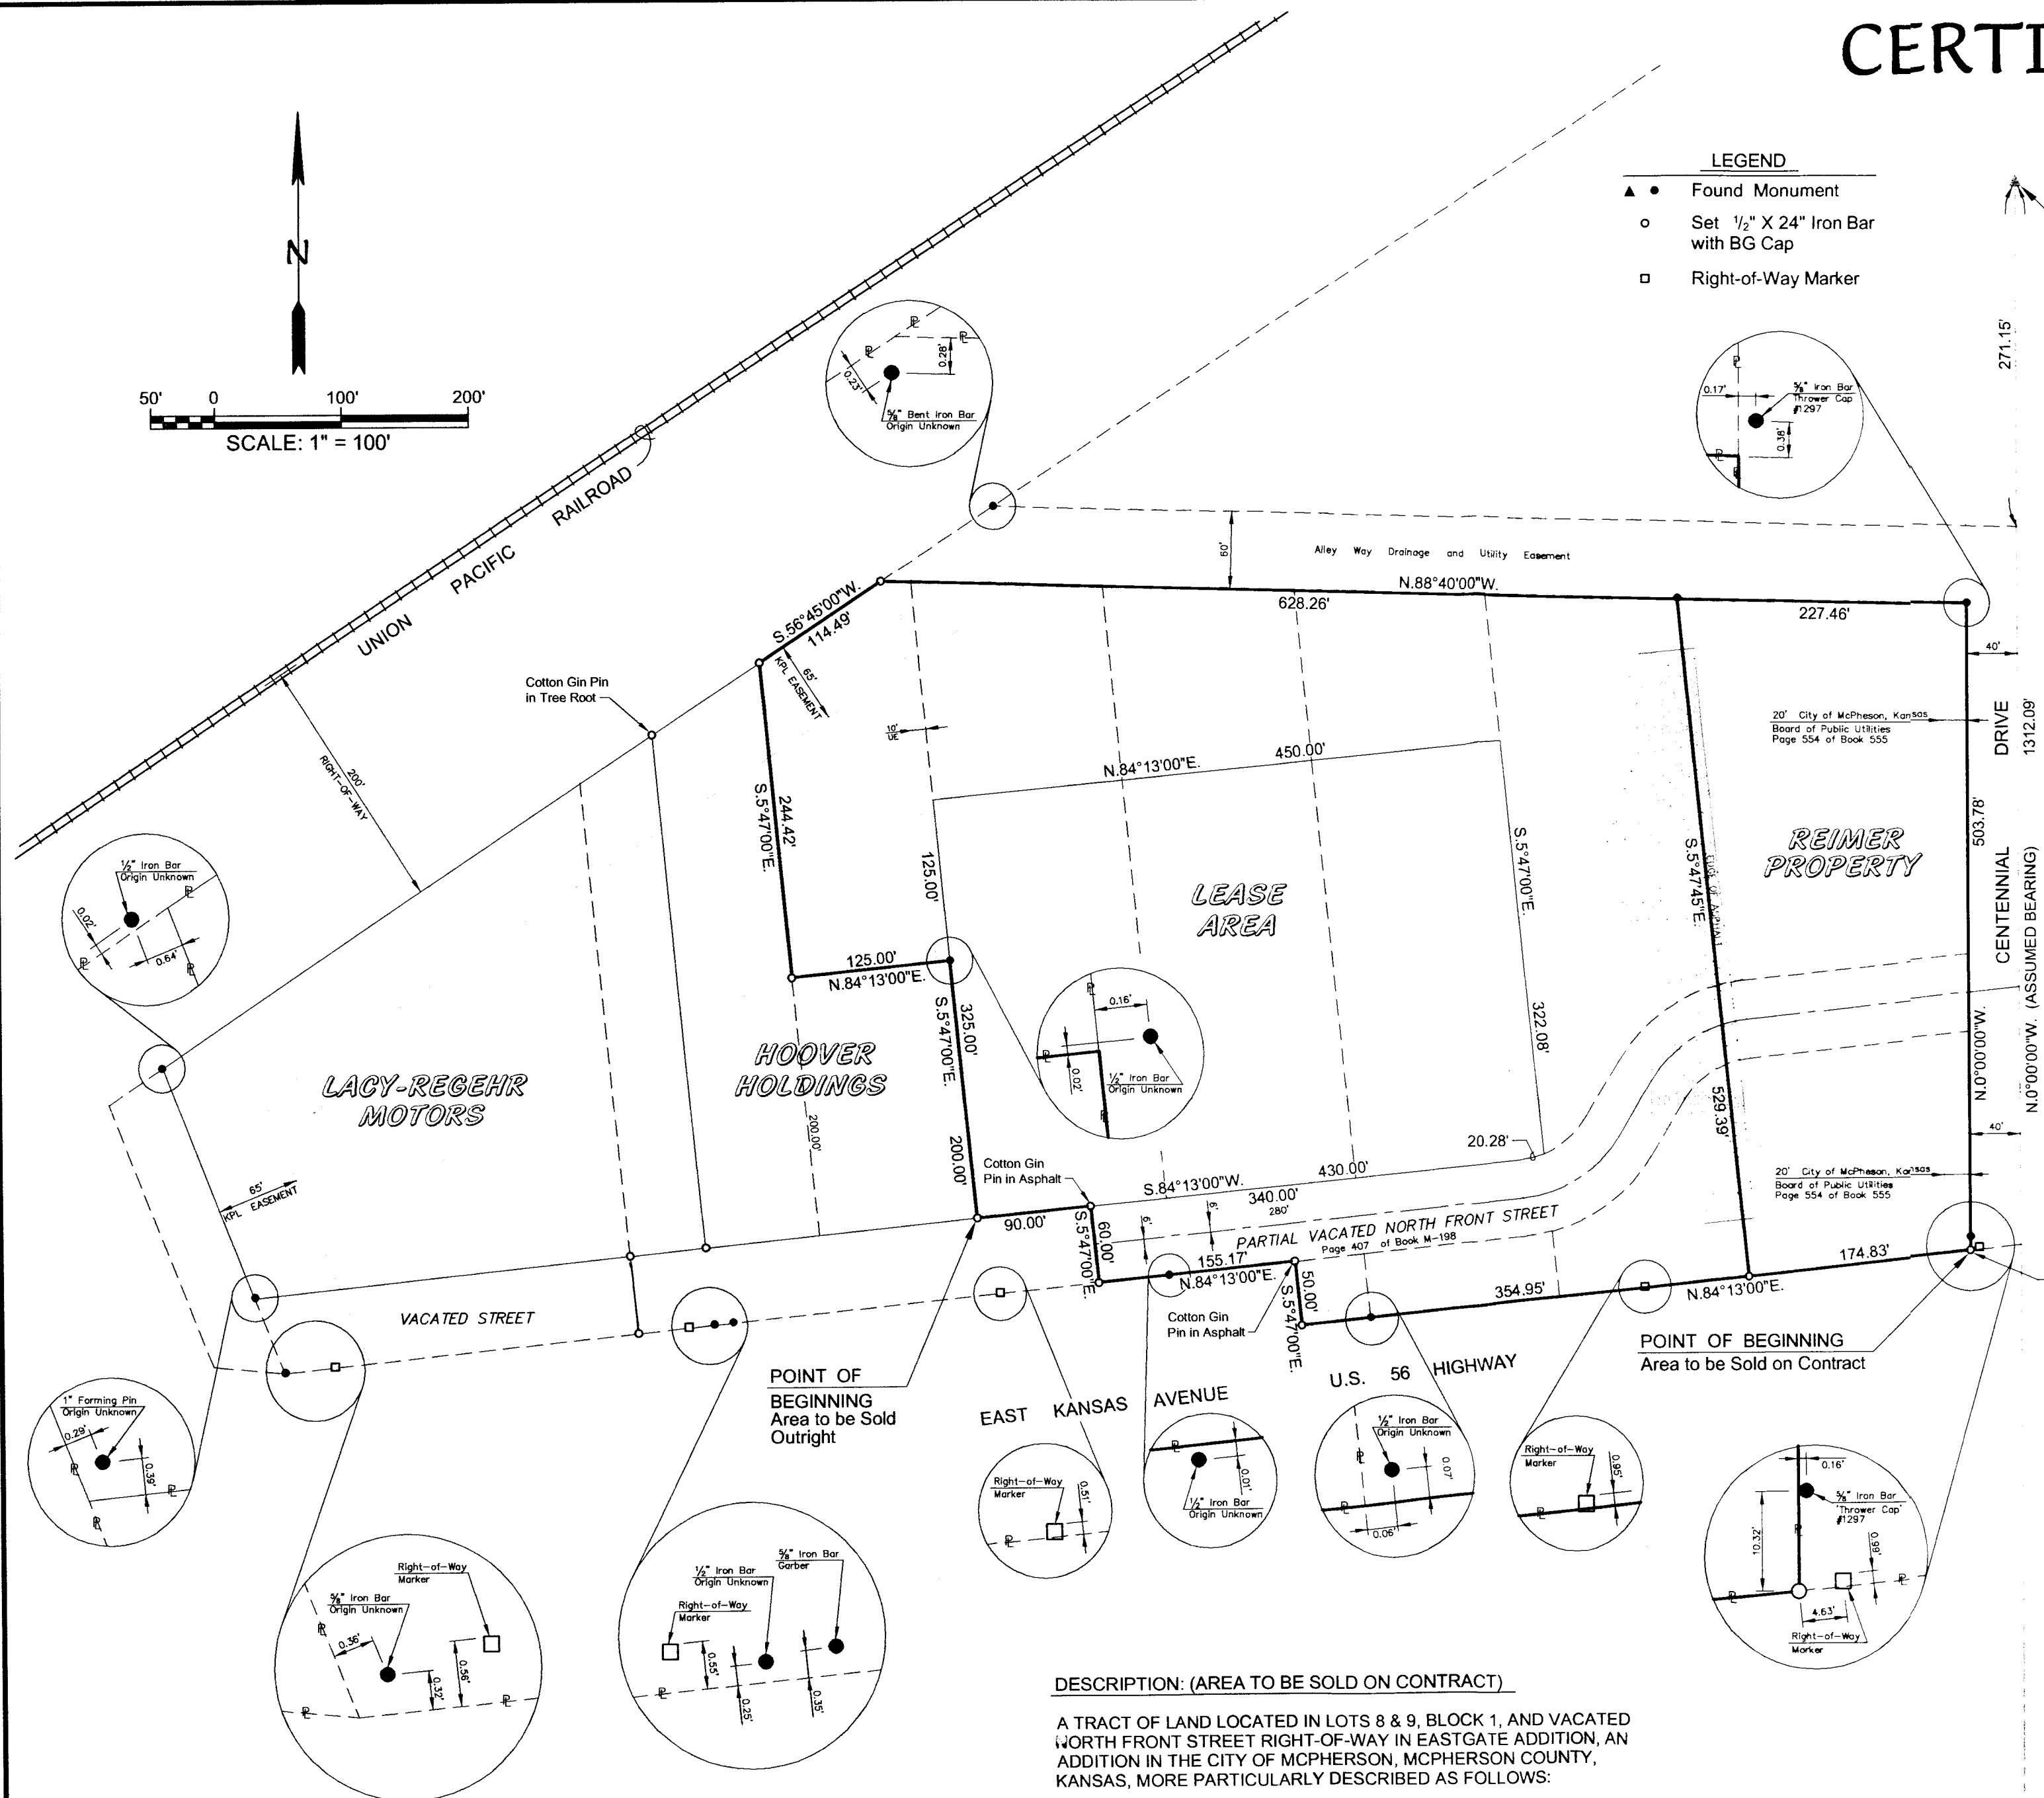 CERTI
N
50' 0 100' 200'
SCALE: 1" = 100'
LEGEND
Found Monument
Set 1/2" X 24" Iron Bar
with BG Cap
Right-of-Way Marker
271.15'
UNION PACIFIC RAILROAD
200'
RIGHT-OF-WAY
0.23'
0.28'
5/8" Bent Iron Bar
Origin Unknown
0.17'
5/8" Iron Bar
Thrower Cap
#1297
0.38'
60'
Alley Way Drainage and Utility Easement
N.88°40'00"W.
628.26'
227.46'
S.56°45'00"W.
114.49'
65'
KPL EASEMENT
Cotton Gin Pin
in Tree Root
10'
UE
40'
20' City of McPheson, Kansas
Board of Public Utilities
Page 554 of Book 555
CENTENNIAL DRIVE
1312.09'
N.0°00'00"W. (ASSUMED BEARING)
503.78'
N.0°00'00"W.
N.84°13'00"E.
450.00'
S.5°47'00"E.
244.42'
125.00'
LEASE
AREA
S.5°47'00"E.
322.08'
S.5°47'45"E.
EDGE OF ASPHALT
529.39'
REIMER
PROPERTY
1/2" Iron Bar
Origin Unknown
0.02'
0.64'
125.00'
N.84°13'00"E.
S.5°47'00"E.
325.00'
0.16'
0.02'
1/2" Iron Bar
Origin Unknown
HOOVER
HOLDINGS
200.00'
LACY-REGEHR
MOTORS
200.00'
Cotton Gin
Pin in Asphalt
20.28'
430.00'
S.84°13'00"W.
340.00'
280'
90.00'
S.5°47'00"E.
60.00'
6'
6'
PARTIAL VACATED NORTH FRONT STREET
Page 407 of Book M-198
155.17'
N.84°13'00"E.
50.00'
S.5°47'00"E.
Cotton Gin
Pin in Asphalt
354.95'
N.84°13'00"E.
174.83'
40'
20' City of McPheson, Kansas
Board of Public Utilities
Page 554 of Book 555
65'
KPL EASEMENT
VACATED STREET
POINT OF
BEGINNING
Area to be Sold
Outright
POINT OF BEGINNING
Area to be Sold on Contract
EAST KANSAS AVENUE
U.S. 56 HIGHWAY
1" Forming Pin
Origin Unknown
0.29'
0.39'
5/8" Iron Bar
Origin Unknown
0.36'
0.32'
Right-of-Way
Marker
0.56'
1/2" Iron Bar
Origin Unknown
5/8" Iron Bar
Garber
Right-of-Way
Marker
0.55'
0.25'
0.35'
Right-of-Way
Marker
0.51'
1/2" Iron Bar
Origin Unknown
0.01'
1/2" Iron Bar
Origin Unknown
0.07'
0.06'
Right-of-Way
Marker
0.95'
0.16'
5/8" Iron Bar
'Thrower Cap'
#1297
10.32'
0.69'
4.63'
Right-of-Way
Marker
DESCRIPTION: (AREA TO BE SOLD ON CONTRACT)
A TRACT OF LAND LOCATED IN LOTS 8 & 9, BLOCK 1, AND VACATED
NORTH FRONT STREET RIGHT-OF-WAY IN EASTGATE ADDITION, AN
ADDITION IN THE CITY OF MCPHERSON, MCPHERSON COUNTY,
KANSAS, MORE PARTICULARLY DESCRIBED AS FOLLOWS: